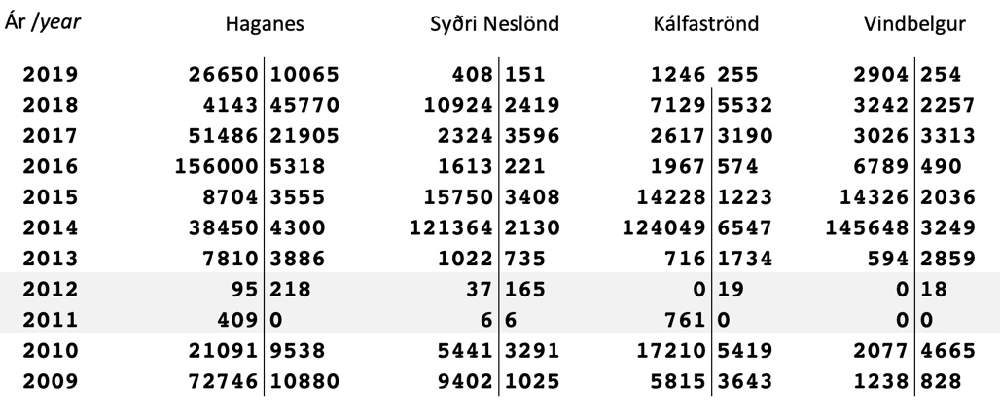 Ár /year Haganes Syðri Neslönd Kálfaströnd Vindbelgur
2019 26650 10065 408 151 1246 255 2904 254
2018 4143 45770 10924 2419 7129 5532 3242 2257
2017 51486 21905 2324 3596 2617 3190 3026 3313
2016 156000 5318 1613 221 1967 574 6789 490
2015 8704 3555 15750 3408 14228 1223 14326 2036
2014 38450 4300 121364 2130 124049 6547 145648 3249
2013 7810 3886 1022 735 716 1734 594 2859
2012 95 218 37 165 0 19 0 18
2011 409 0 6 6 761 0 0 0
2010 21091 9538 5441 3291 17210 5419 2077 4665
2009 72746 10880 9402 1025 5815 3643 1238 828